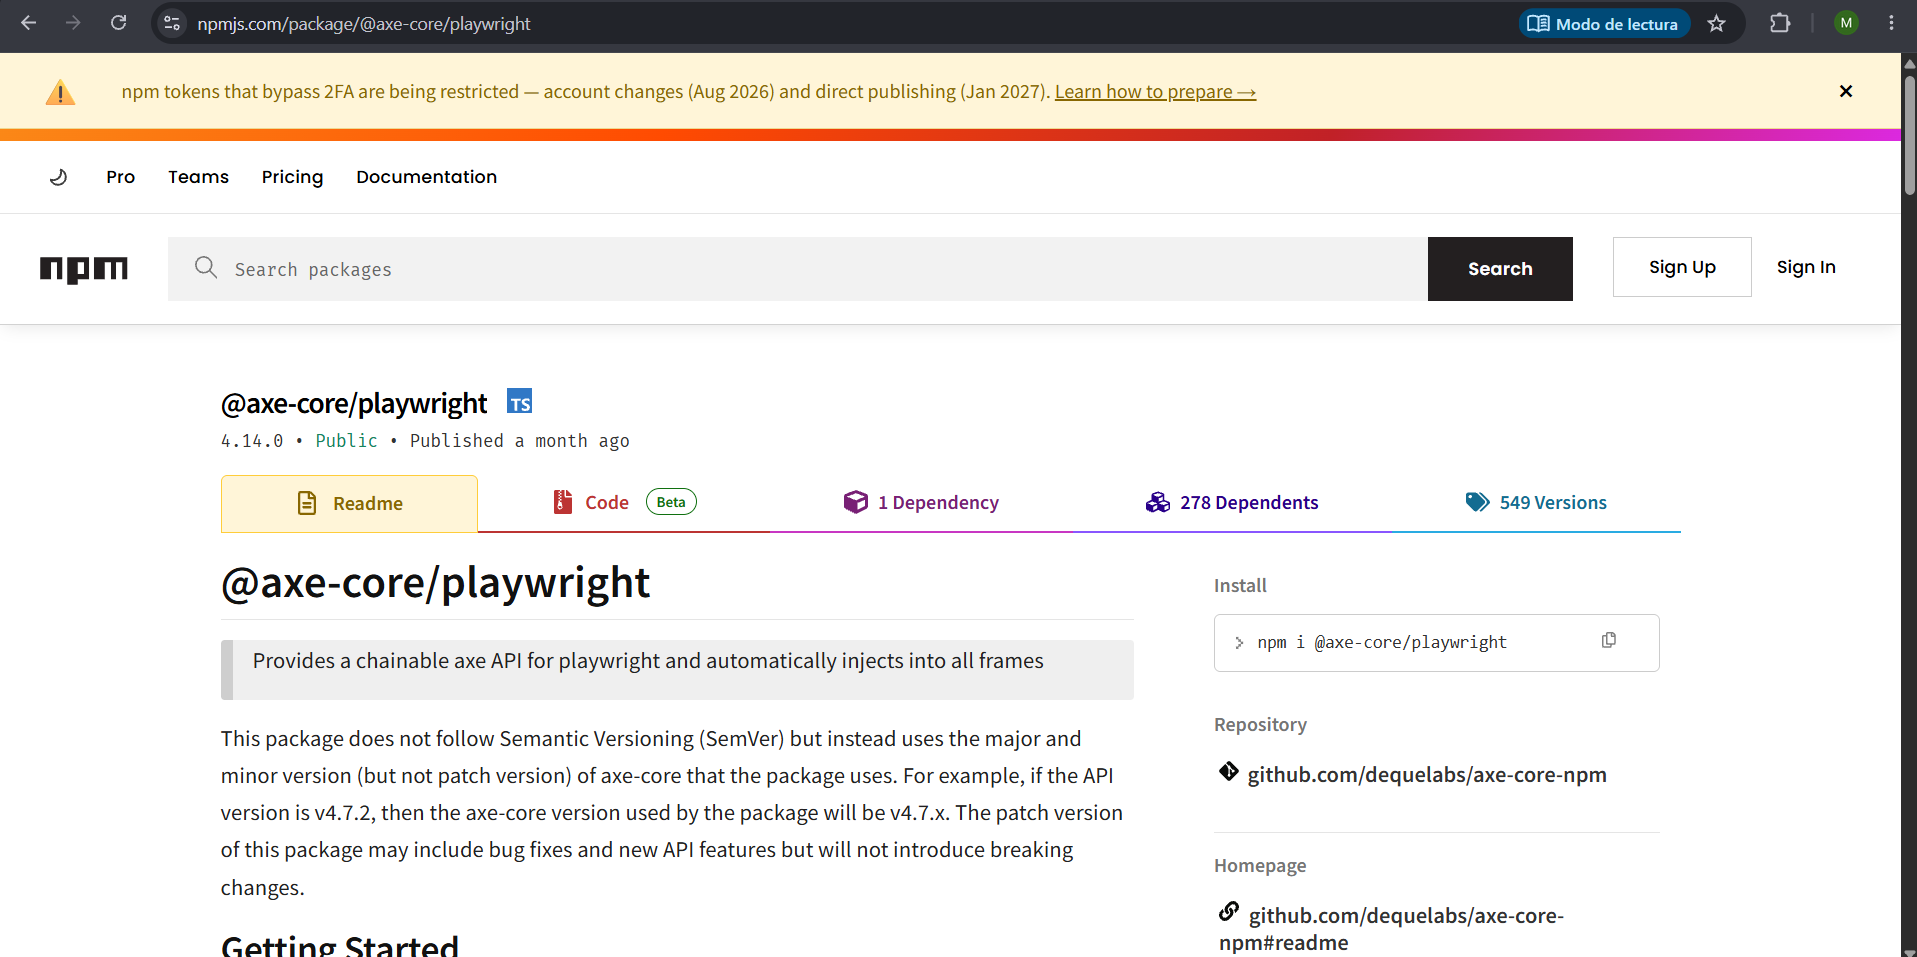 npmjs.com/package/@axe-core/playwright
Modo de lectura
M
npm tokens that bypass 2FA are being restricted — account changes (Aug 2026) and direct publishing (Jan 2027). Learn how to prepare →
Pro Teams Pricing Documentation
npm
Search packages
Search
Sign Up
Sign In
@axe-core/playwright TS
4.14.0 • Public • Published a month ago
Readme
Code Beta
1 Dependency
278 Dependents
549 Versions
@axe-core/playwright
Provides a chainable axe API for playwright and automatically injects into all frames
This package does not follow Semantic Versioning (SemVer) but instead uses the major and
minor version (but not patch version) of axe-core that the package uses. For example, if the API
version is v4.7.2, then the axe-core version used by the package will be v4.7.x. The patch version
of this package may include bug fixes and new API features but will not introduce breaking
changes.
Getting Started
Install
> npm i @axe-core/playwright
Repository
github.com/dequelabs/axe-core-npm
Homepage
github.com/dequelabs/axe-core-
npm#readme